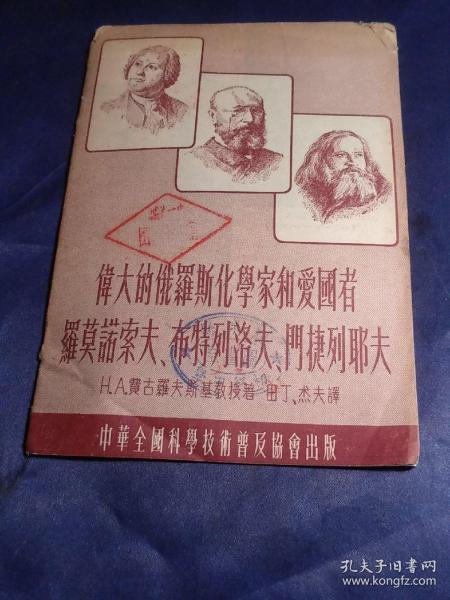 偉大的俄羅斯化學家和愛國者
羅莫諾索夫、布特列洛夫、門捷列耶夫
H.A.費古羅夫斯基教授著 田丁、杰夫譯
中華全國科學技術普及協會出版
孔夫子旧书网
www.kongfz.com